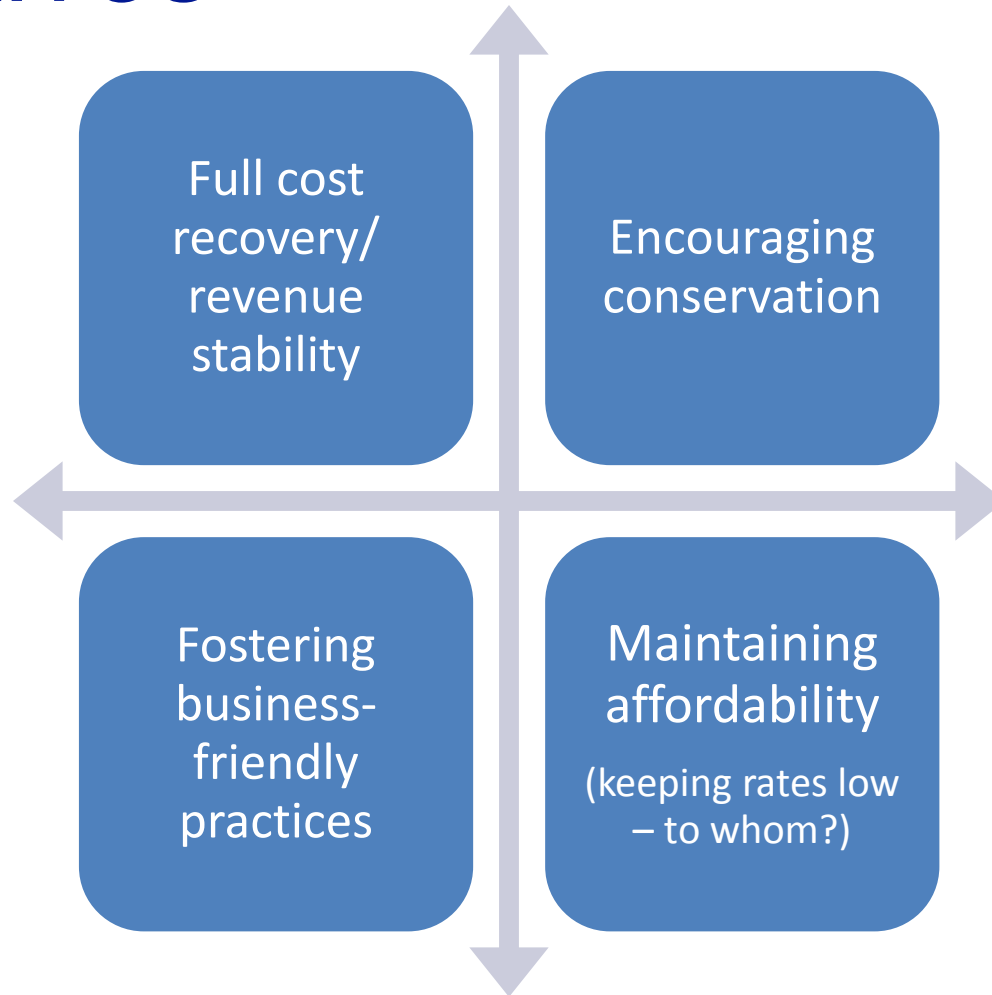 Full cost
recovery/
revenue
stability
Encouraging
conservation
Fostering
business-
friendly
practices
Maintaining
affordability
(keeping rates low
– to whom?)